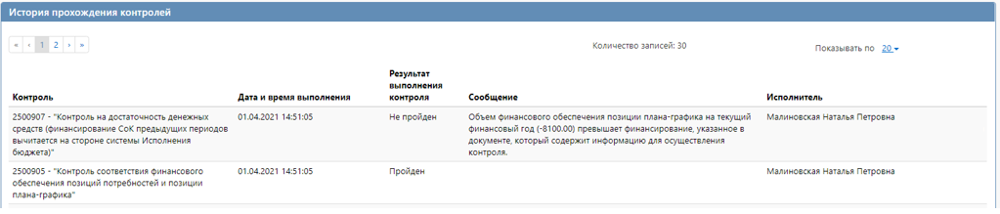 История прохождения контролей
« ‹ 1 2 › »
Количество записей: 30
Показывать по 20
Контроль
Дата и время выполнения
Результат
выполнения
контроля
Сообщение
Исполнитель
2500907 - "Контроль на достаточность денежных
средств (финансирование СоК предыдущих периодов
вычитается на стороне системы Исполнения
бюджета)"
01.04.2021 14:51:05
Не пройден
Объем финансового обеспечения позиции плана-графика на текущий
финансовый год (-8100.00) превышает финансирование, указанное в
документе, который содержит информацию для осуществления
контроля.
Малиновская Наталья Петровна
2500905 - "Контроль соответствия финансового
обеспечения позиций потребностей и позиции
плана-графика"
01.04.2021 14:51:05
Пройден
Малиновская Наталья Петровна